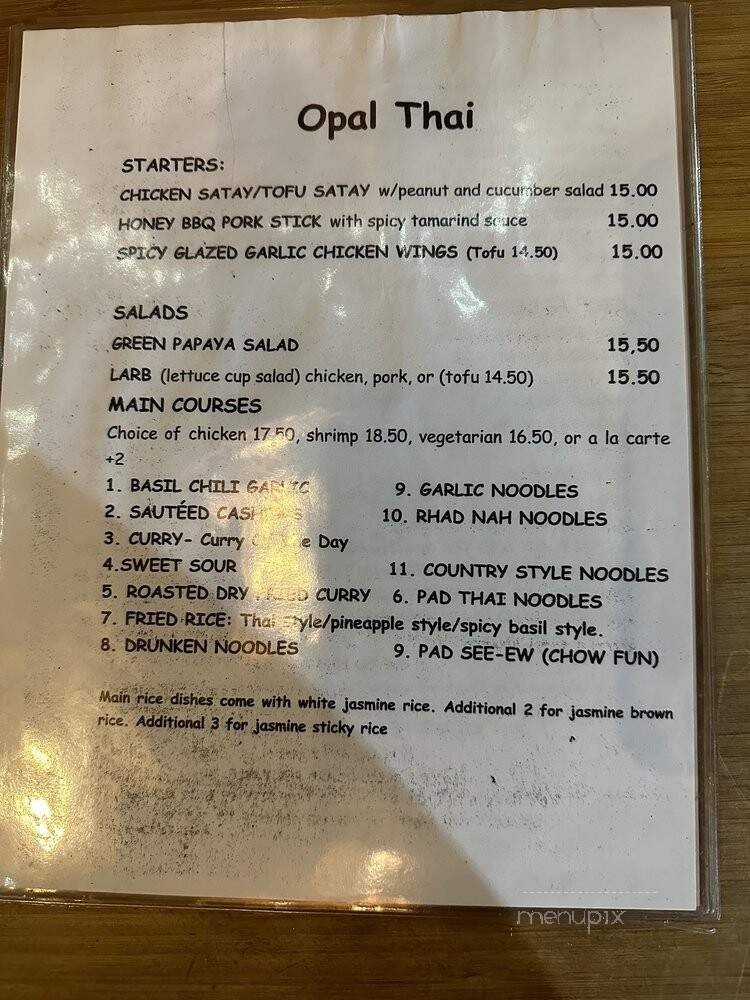 Opal Thai
STARTERS:
CHICKEN SATAY/TOFU SATAY w/peanut and cucumber salad 15.00
HONEY BBQ PORK STICK with spicy tamarind sauce 15.00
SPICY GLAZED GARLIC CHICKEN WINGS (Tofu 14.50) 15.00
SALADS
GREEN PAPAYA SALAD 15,50
LARB (lettuce cup salad) chicken, pork, or (tofu 14.50) 15.50
MAIN COURSES
Choice of chicken 17.50, shrimp 18.50, vegetarian 16.50, or a la carte
+2
1. BASIL CHILI GARLIC 9. GARLIC NOODLES
2. SAUTÉED 10. RHAD NAH NOODLES
3. CURRY- Curry Day
4.SWEET SOUR 11. COUNTRY STYLE NOODLES
5. ROASTED DRY CURRY 6. PAD THAI NOODLES
7. FRIED RICE: Thai style/pineapple style/spicy basil style.
8. DRUNKEN NOODLES 9. PAD SEE-EW (CHOW FUN)
Main rice dishes come with white jasmine rice. Additional 2 for jasmine brown
rice. Additional 3 for jasmine sticky rice
menupix